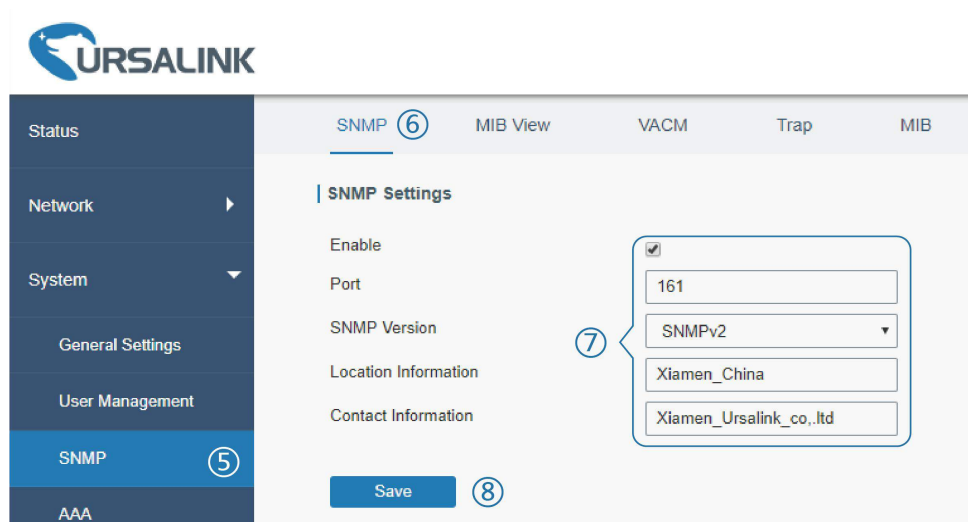 URSALINK
Status
Network
System
General Settings
User Management
SNMP ⑤
AAA
SNMP ⑥ MIB View VACM Trap MIB
SNMP Settings
Enable
Port 161
SNMP Version SNMPv2
⑦
Location Information Xiamen_China
Contact Information Xiamen_Ursalink_co,.ltd
Save ⑧